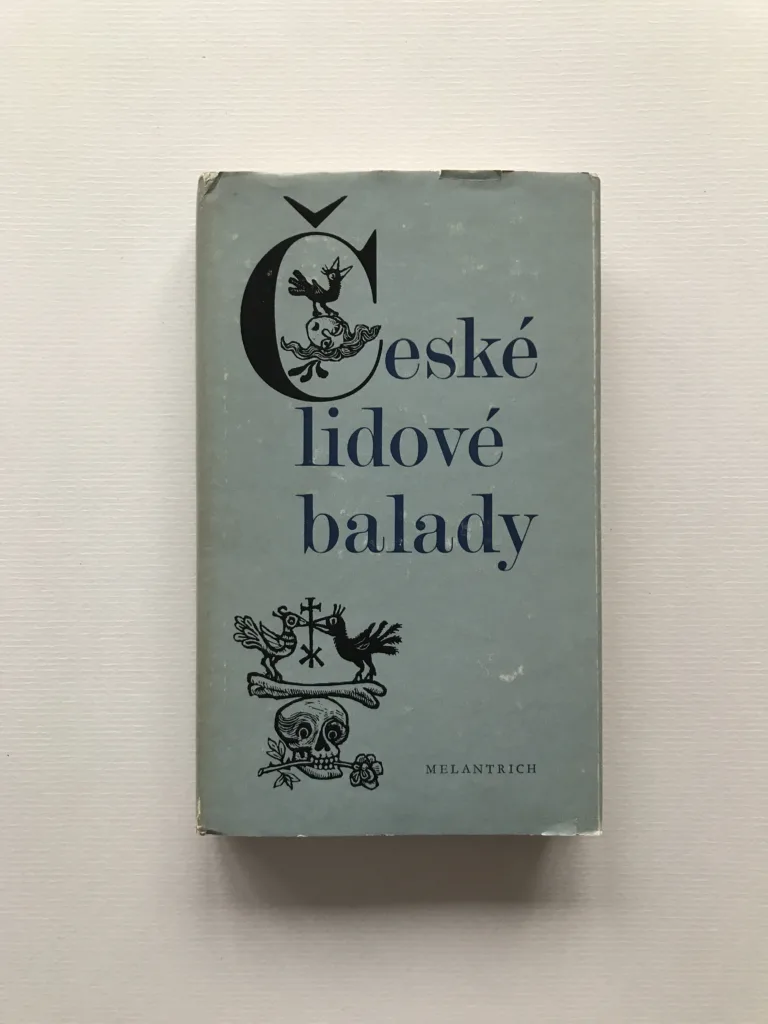 České
lidové
balady
MELANTRICH